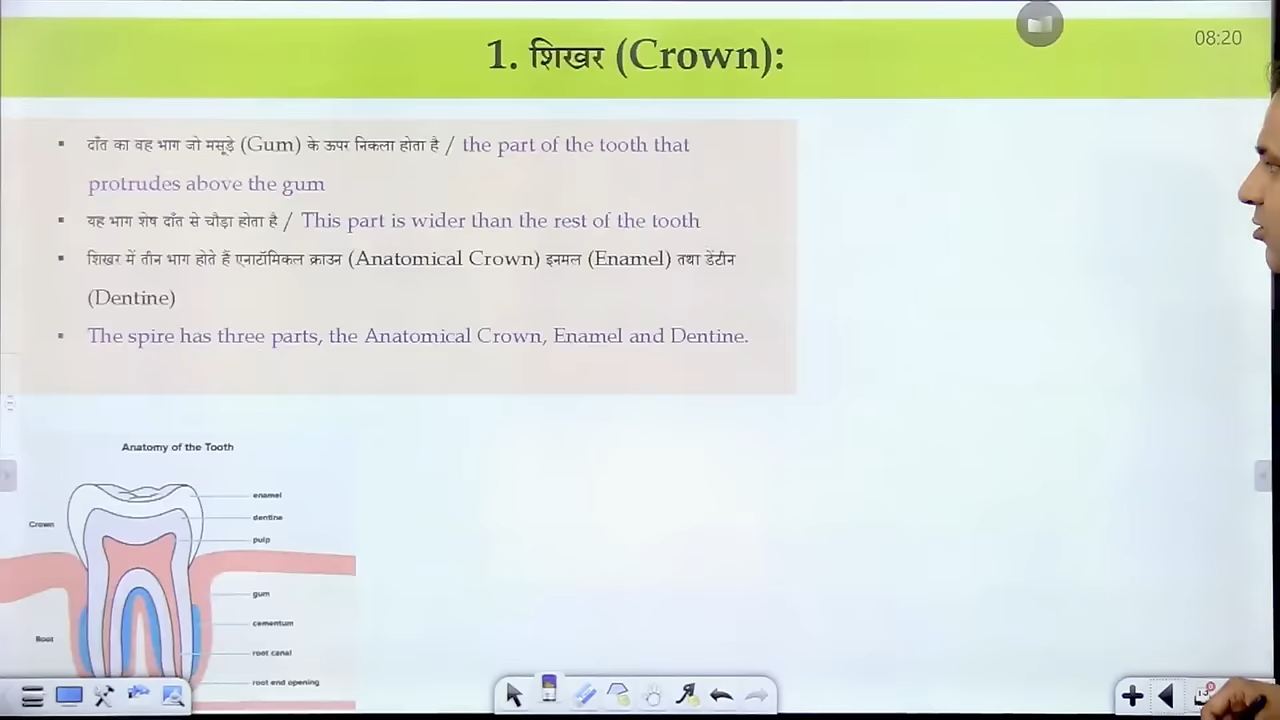 1. शिखर (Crown):
08:20
▪ दाँत का वह भाग जो मसूड़े (Gum) के ऊपर निकला होता है / the part of the tooth that
protrudes above the gum
▪ यह भाग शेष दाँत से चौड़ा होता है / This part is wider than the rest of the tooth
▪ शिखर में तीन भाग होते हैं एनाटॉमिकल क्राउन (Anatomical Crown) इनमल (Enamel) तथा डेंटीन
(Dentine)
▪ The spire has three parts, the Anatomical Crown, Enamel and Dentine.
Anatomy of the Tooth
enamel
dentine
Crown
pulp
gum
cementum
Root
root canal
root end opening